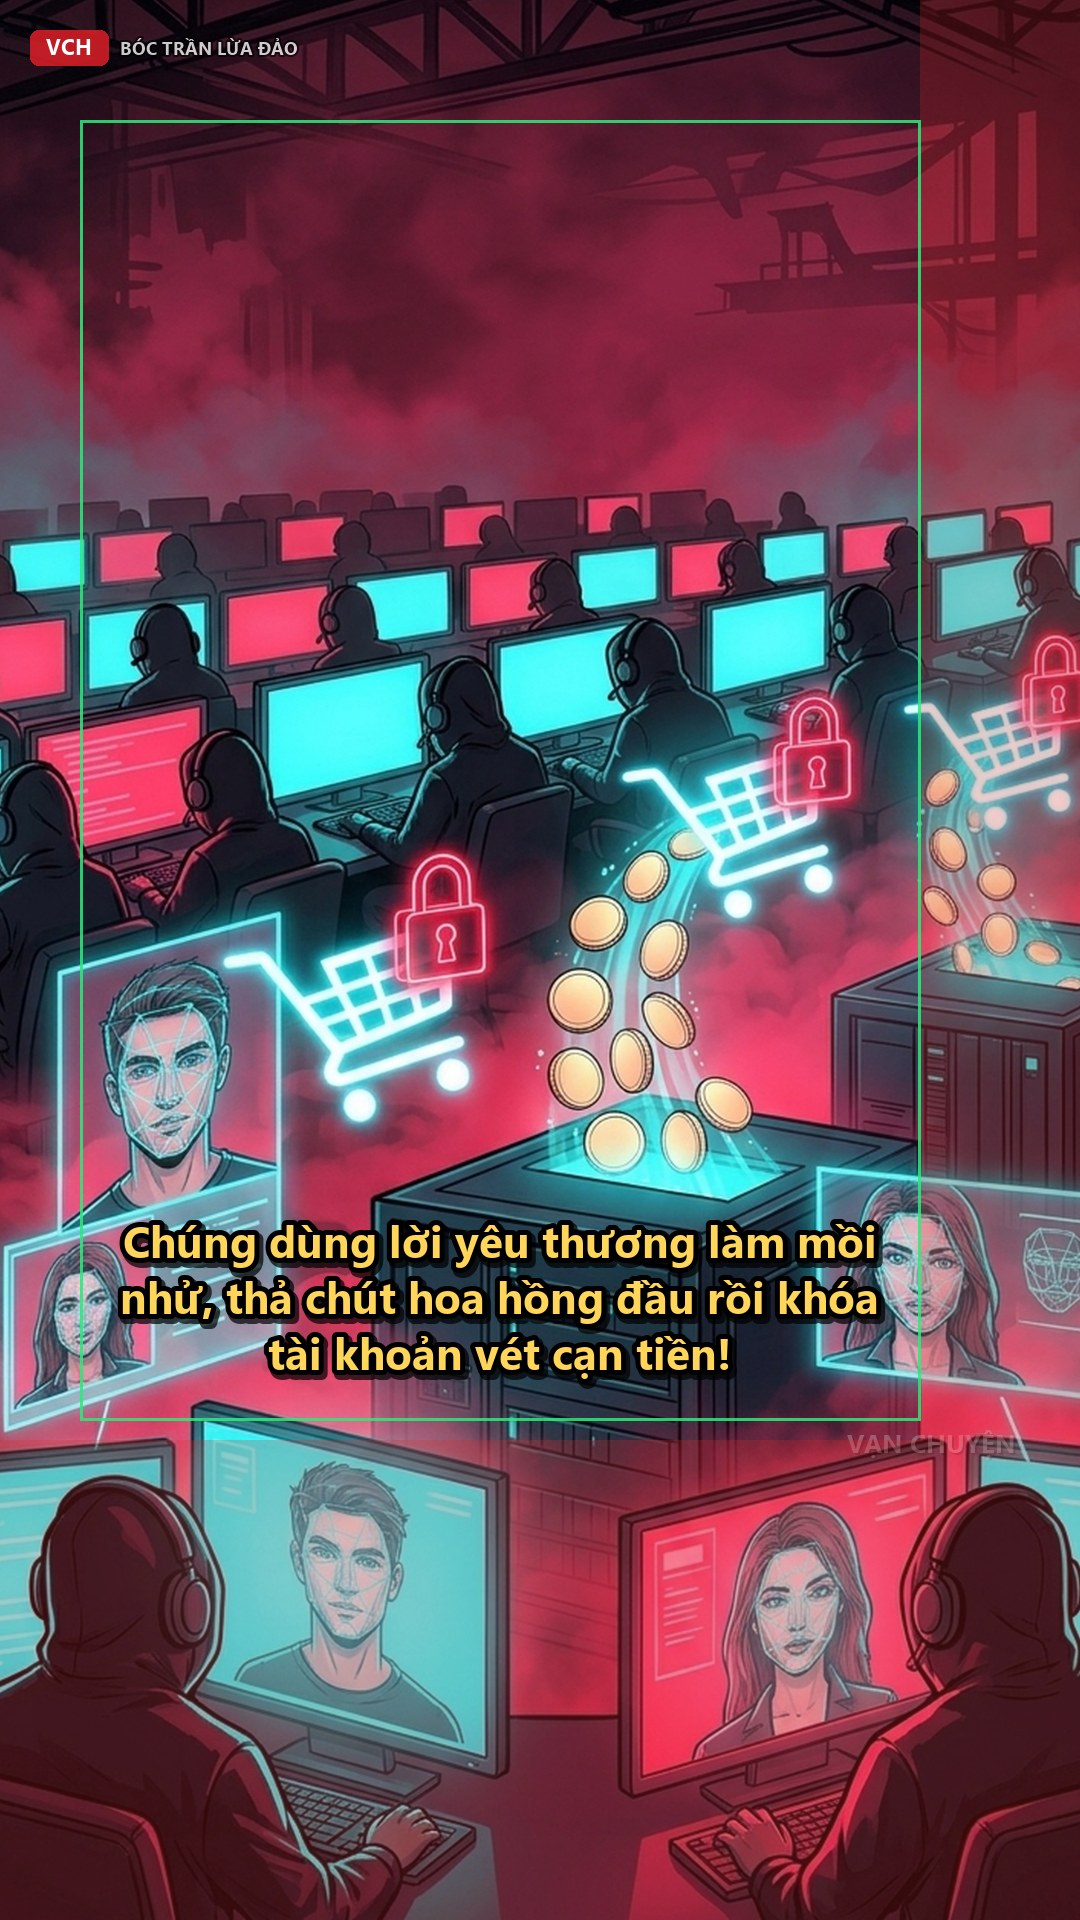 VCH BÓC TRẦN LỪA ĐẢO
Chúng dùng lời yêu thương làm mồi
nhử, thả chút hoa hồng đầu rồi khóa
tài khoản vét cạn tiền!
VAN CHUYÊN